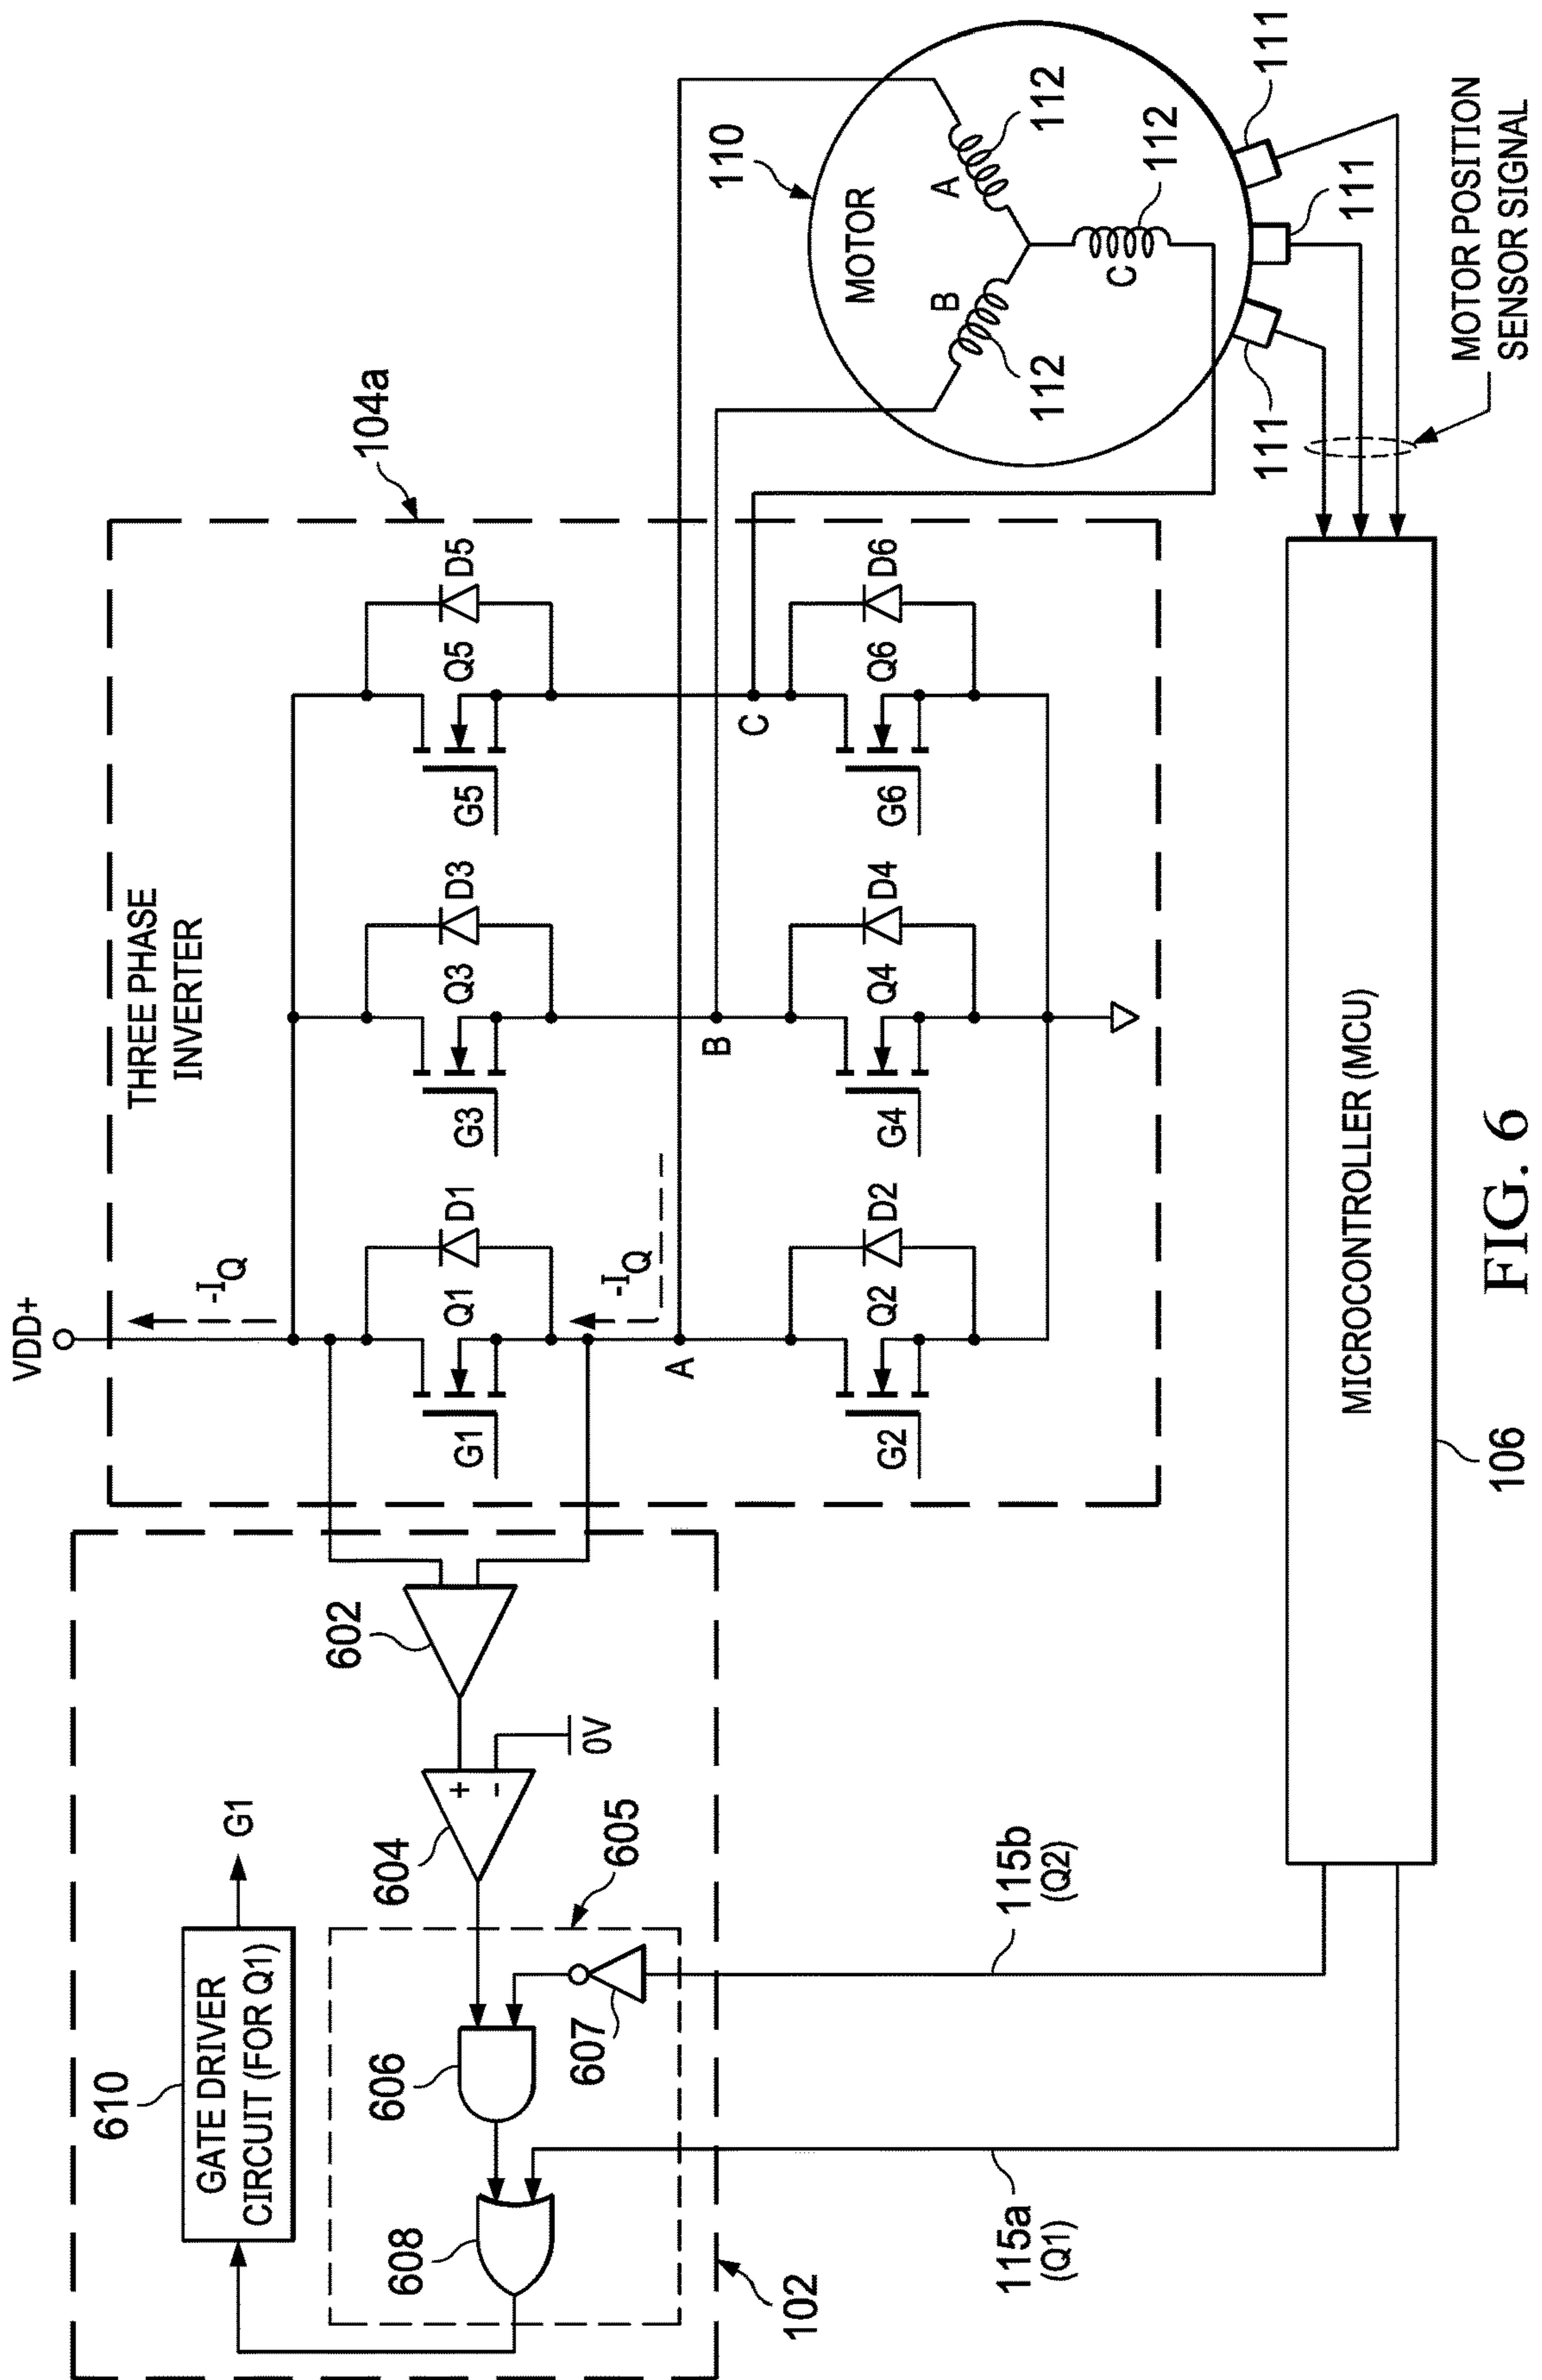 VDD+
-I_Q
THREE PHASE
INVERTER
104a
Q1
D1
G1
Q3
D3
G3
Q5
D5
G5
-I_Q
A
B
C
Q2
D2
G2
Q4
D4
G4
Q6
D6
G6
110
MOTOR
A
112
B
112
C
112
111
111
111
MOTOR POSITION
SENSOR SIGNAL
610
GATE DRIVER
CIRCUIT (FOR Q1)
G1
602
604
+
-
0V
605
606
607
608
102
115a
(Q1)
115b
(Q2)
MICROCONTROLLER (MCU)
106
FIG. 6